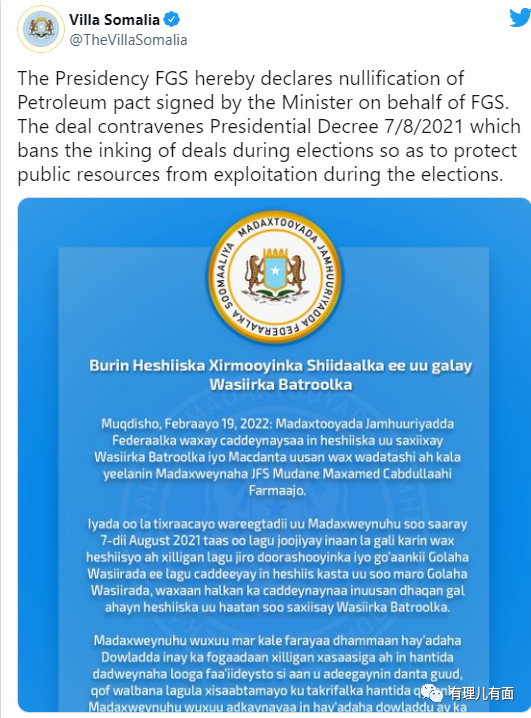 Villa Somalia
@TheVillaSomalia
The Presidency FGS hereby declares nullification of
Petroleum pact signed by the Minister on behalf of FGS.
The deal contravenes Presidential Decree 7/8/2021 which
bans the inking of deals during elections so as to protect
public resources from exploitation during the elections.
MADAXTOOYADA JAMHUURIYADDA FEDERAALKA SOOMAALIYA
Burin Heshiiska Xirmooyinka Shiidaalka ee uu galay
Wasiirka Batroolka
Muqdisho, Febraayo 19, 2022: Madaxtooyada Jamhuuriyadda
Federaalka waxay caddeynaysaa in heshiiska uu saxiixay
Wasiirka Batroolka iyo Macdanta uusan wax wadatashi ah kala
yeelanin Madaxweynaha JFS Mudane Maxamed Cabdullaahi
Farmaajo.
Iyada oo la tixraacayo wareegtadii uu Madaxweynuhu soo saaray
7-dii August 2021 taas oo lagu joojiyay inaan la gali karin wax
heshiisyo ah xilligan lagu jiro doorashooyinka iyo go'aankii Golaha
Wasiirada ee lagu caddeeyay in heshiis kasta uu soo maro Golaha
Wasiirada, waxaan halkan ka caddeynaynaa inuusan dhaqan gal
ahayn heshiiska uu haatan soo saxiisay Wasiirka Batroolka.
Madaxweynuhu wuxuu mar kale farayaa dhammaan hay'adaha
Dowladda inay ka fogaadaan xilligan xasaasiga ah in hantida
dadweynaha looga faa'iideysto si aan u adeegaynin danta guud,
qof walbana lagula xisaabtamayo ku takrifalka hantida
Madaxweynuhu wuxuu adkaynayaa in hay'adaha dowladdu ay ka
有理儿有面